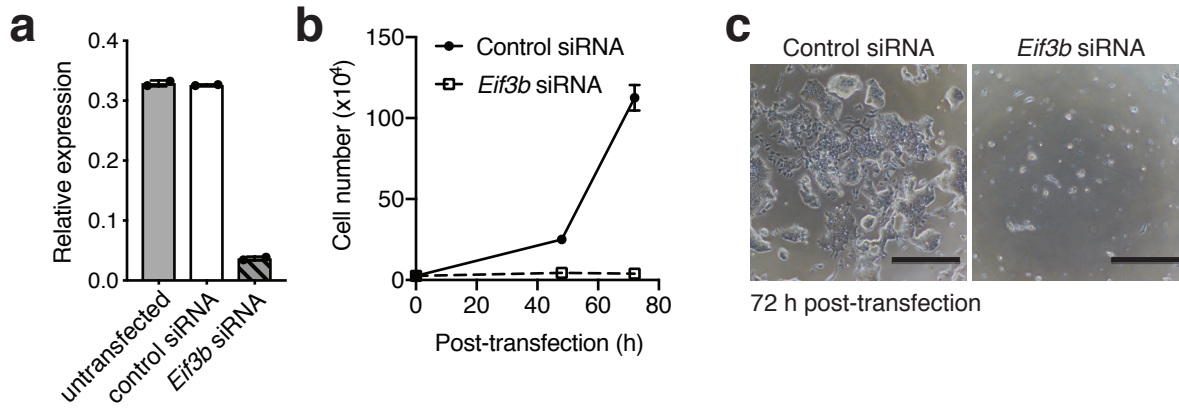 a
0.4
0.3
0.2
0.1
0.0
Relative expression
untransfected
control siRNA
Eif3b siRNA
b
150
100
50
0
Cell number (x10⁴)
Control siRNA
Eif3b siRNA
0 20 40 60 80
Post-transfection (h)
c
Control siRNA
Eif3b siRNA
72 h post-transfection